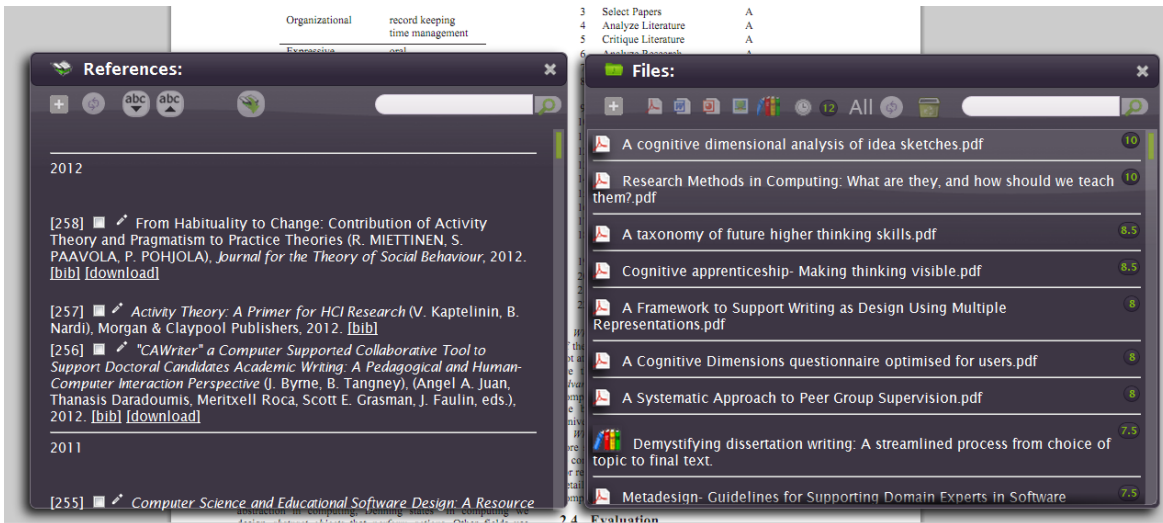 Organizational record keeping
time management
Expressive oral
3 Select Papers A
4 Analyze Literature A
5 Critique Literature A
6 Analyze Research A
References:
abc abc
2012
[258] From Habituality to Change: Contribution of Activity
Theory and Pragmatism to Practice Theories (R. MIETTINEN, S.
PAAVOLA, P. POHJOLA), Journal for the Theory of Social Behaviour, 2012.
[bib] [download]
[257] Activity Theory: A Primer for HCI Research (V. Kaptelinin, B.
Nardi), Morgan & Claypool Publishers, 2012. [bib]
[256] "CAWriter" a Computer Supported Collaborative Tool to
Support Doctoral Candidates Academic Writing: A Pedagogical and Human-
Computer Interaction Perspective (J. Byrne, B. Tangney), (Angel A. Juan,
Thanasis Daradoumis, Meritxell Roca, Scott E. Grasman, J. Faulin, eds.),
2012. [bib] [download]
2011
[255] Computer Science and Educational Software Design: A Resource
Files:
12 All
A cognitive dimensional analysis of idea sketches.pdf 10
Research Methods in Computing: What are they, and how should we teach 10
them?.pdf
A taxonomy of future higher thinking skills.pdf 8.5
Cognitive apprenticeship- Making thinking visible.pdf 8.5
A Framework to Support Writing as Design Using Multiple 8
Representations.pdf
A Cognitive Dimensions questionnaire optimised for users.pdf 8
A Systematic Approach to Peer Group Supervision.pdf 8
Demystifying dissertation writing: A streamlined process from choice of 7.5
topic to final text.
Metadesign- Guidelines for Supporting Domain Experts in Software 7.5
2.4 Evaluation